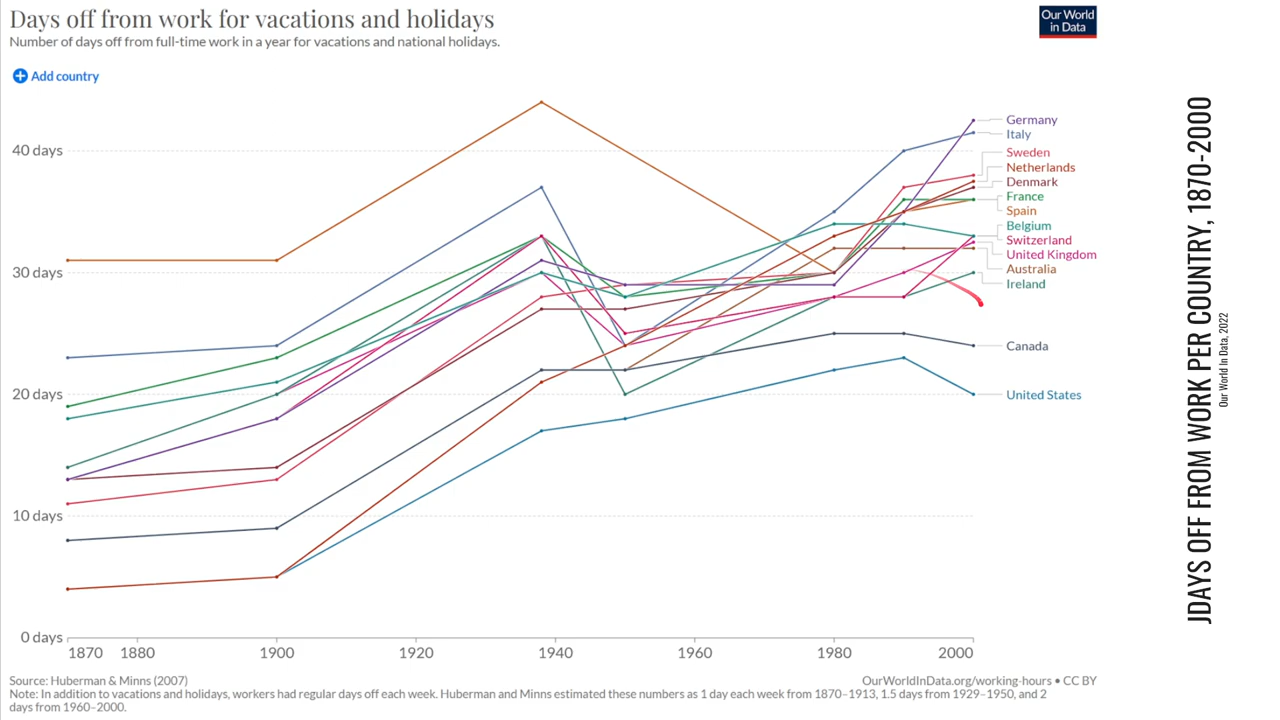 Days off from work for vacations and holidays
Number of days off from full-time work in a year for vacations and national holidays.
Our World
in Data
Add country
40 days
30 days
20 days
10 days
0 days
1870 1880 1900 1920 1940 1960 1980 2000
Germany
Italy
Sweden
Netherlands
Denmark
France
Spain
Belgium
Switzerland
United Kingdom
Australia
Ireland
Canada
United States
Source: Huberman & Minns (2007)
OurWorldInData.org/working-hours • CC BY
Note: In addition to vacations and holidays, workers had regular days off each week. Huberman and Minns estimated these numbers as 1 day each week from 1870–1913, 1.5 days from 1929–1950, and 2
days from 1960–2000.
JDAYS OFF FROM WORK PER COUNTRY, 1870-2000
Our World In Data, 2022